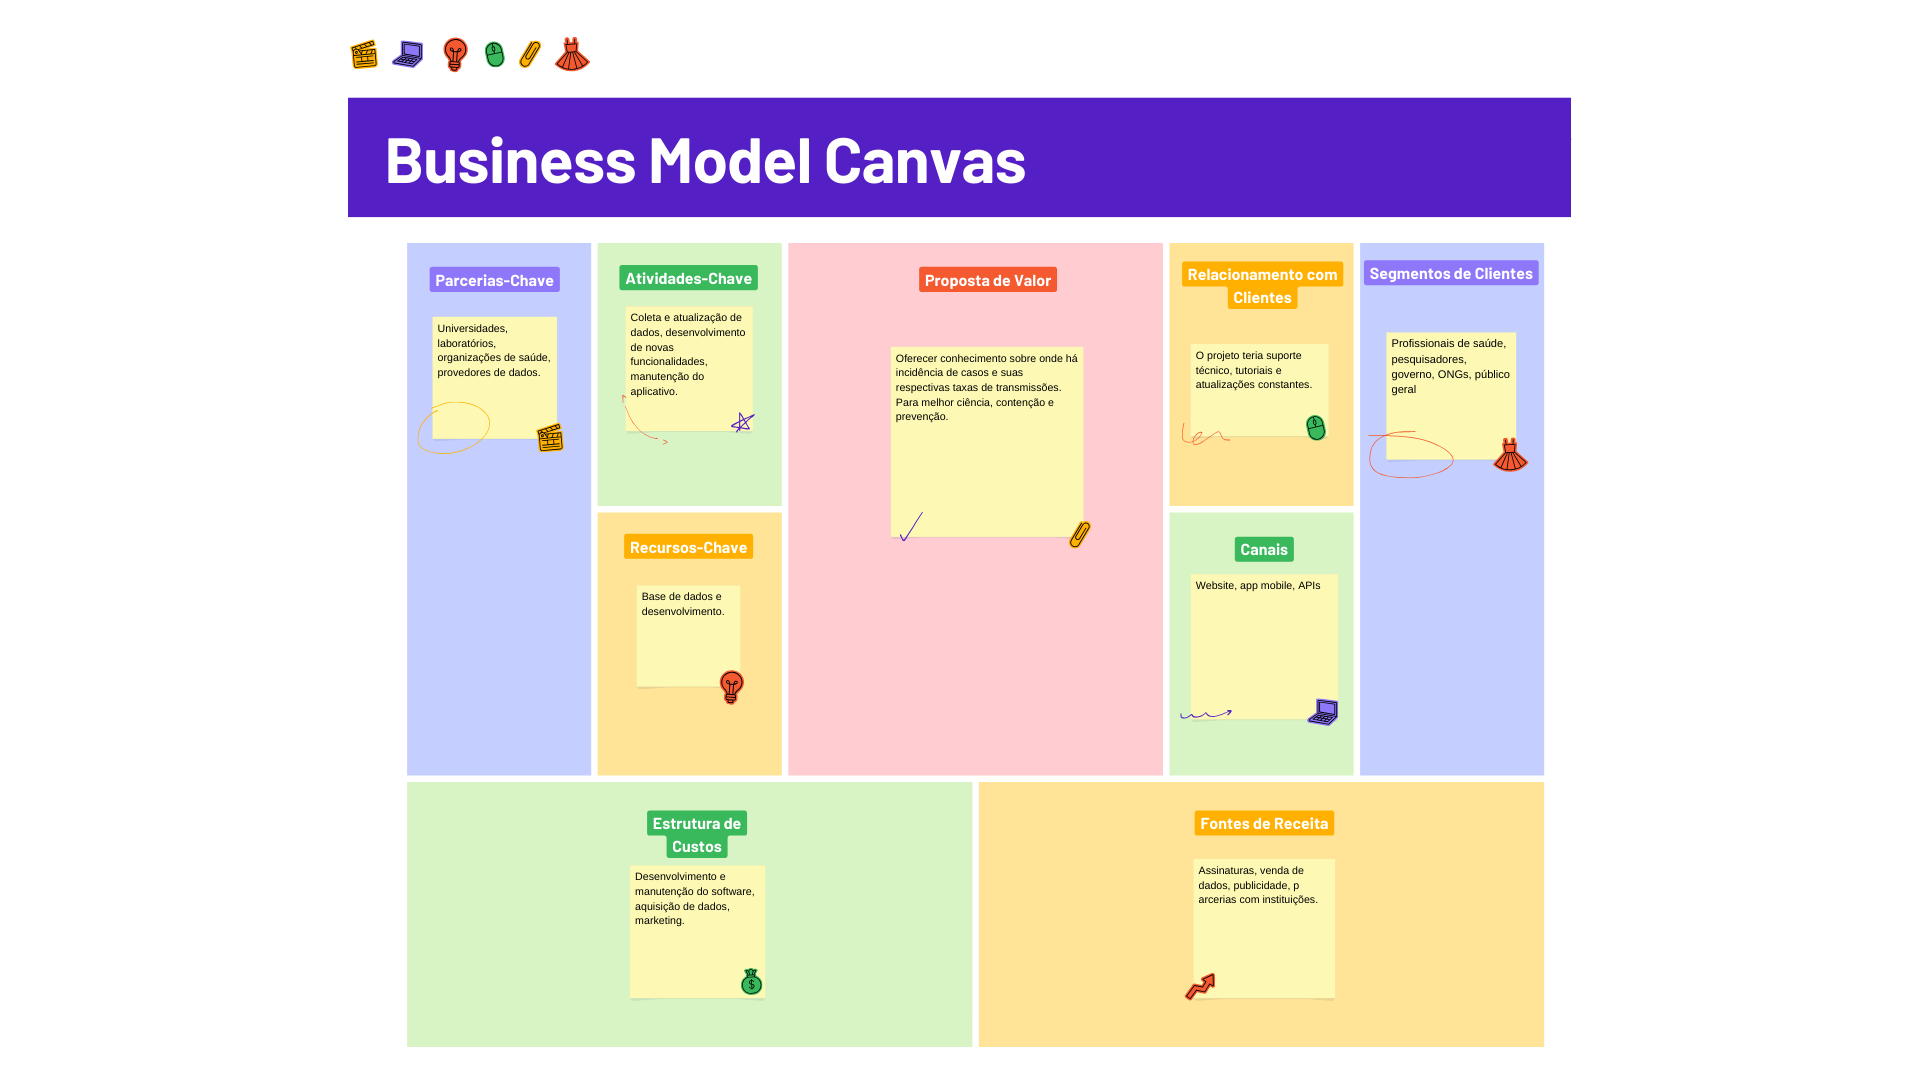 Business Model Canvas
Parcerias-Chave
Universidades,
laboratórios,
organizações de saúde,
provedores de dados.
Atividades-Chave
Coleta e atualização de
dados, desenvolvimento
de novas
funcionalidades,
manutenção do
aplicativo.
Recursos-Chave
Base de dados e
desenvolvimento.
Proposta de Valor
Oferecer conhecimento sobre onde há
incidência de casos e suas
respectivas taxas de transmissões.
Para melhor ciência, contenção e
prevenção.
Relacionamento com
Clientes
O projeto teria suporte
técnico, tutoriais e
atualizações constantes.
Canais
Website, app mobile, APIs
Segmentos de Clientes
Profissionais de saúde,
pesquisadores,
governo, ONGs, público
geral
Estrutura de
Custos
Desenvolvimento e
manutenção do software,
aquisição de dados,
marketing.
$
Fontes de Receita
Assinaturas, venda de
dados, publicidade, p
arcerias com instituições.